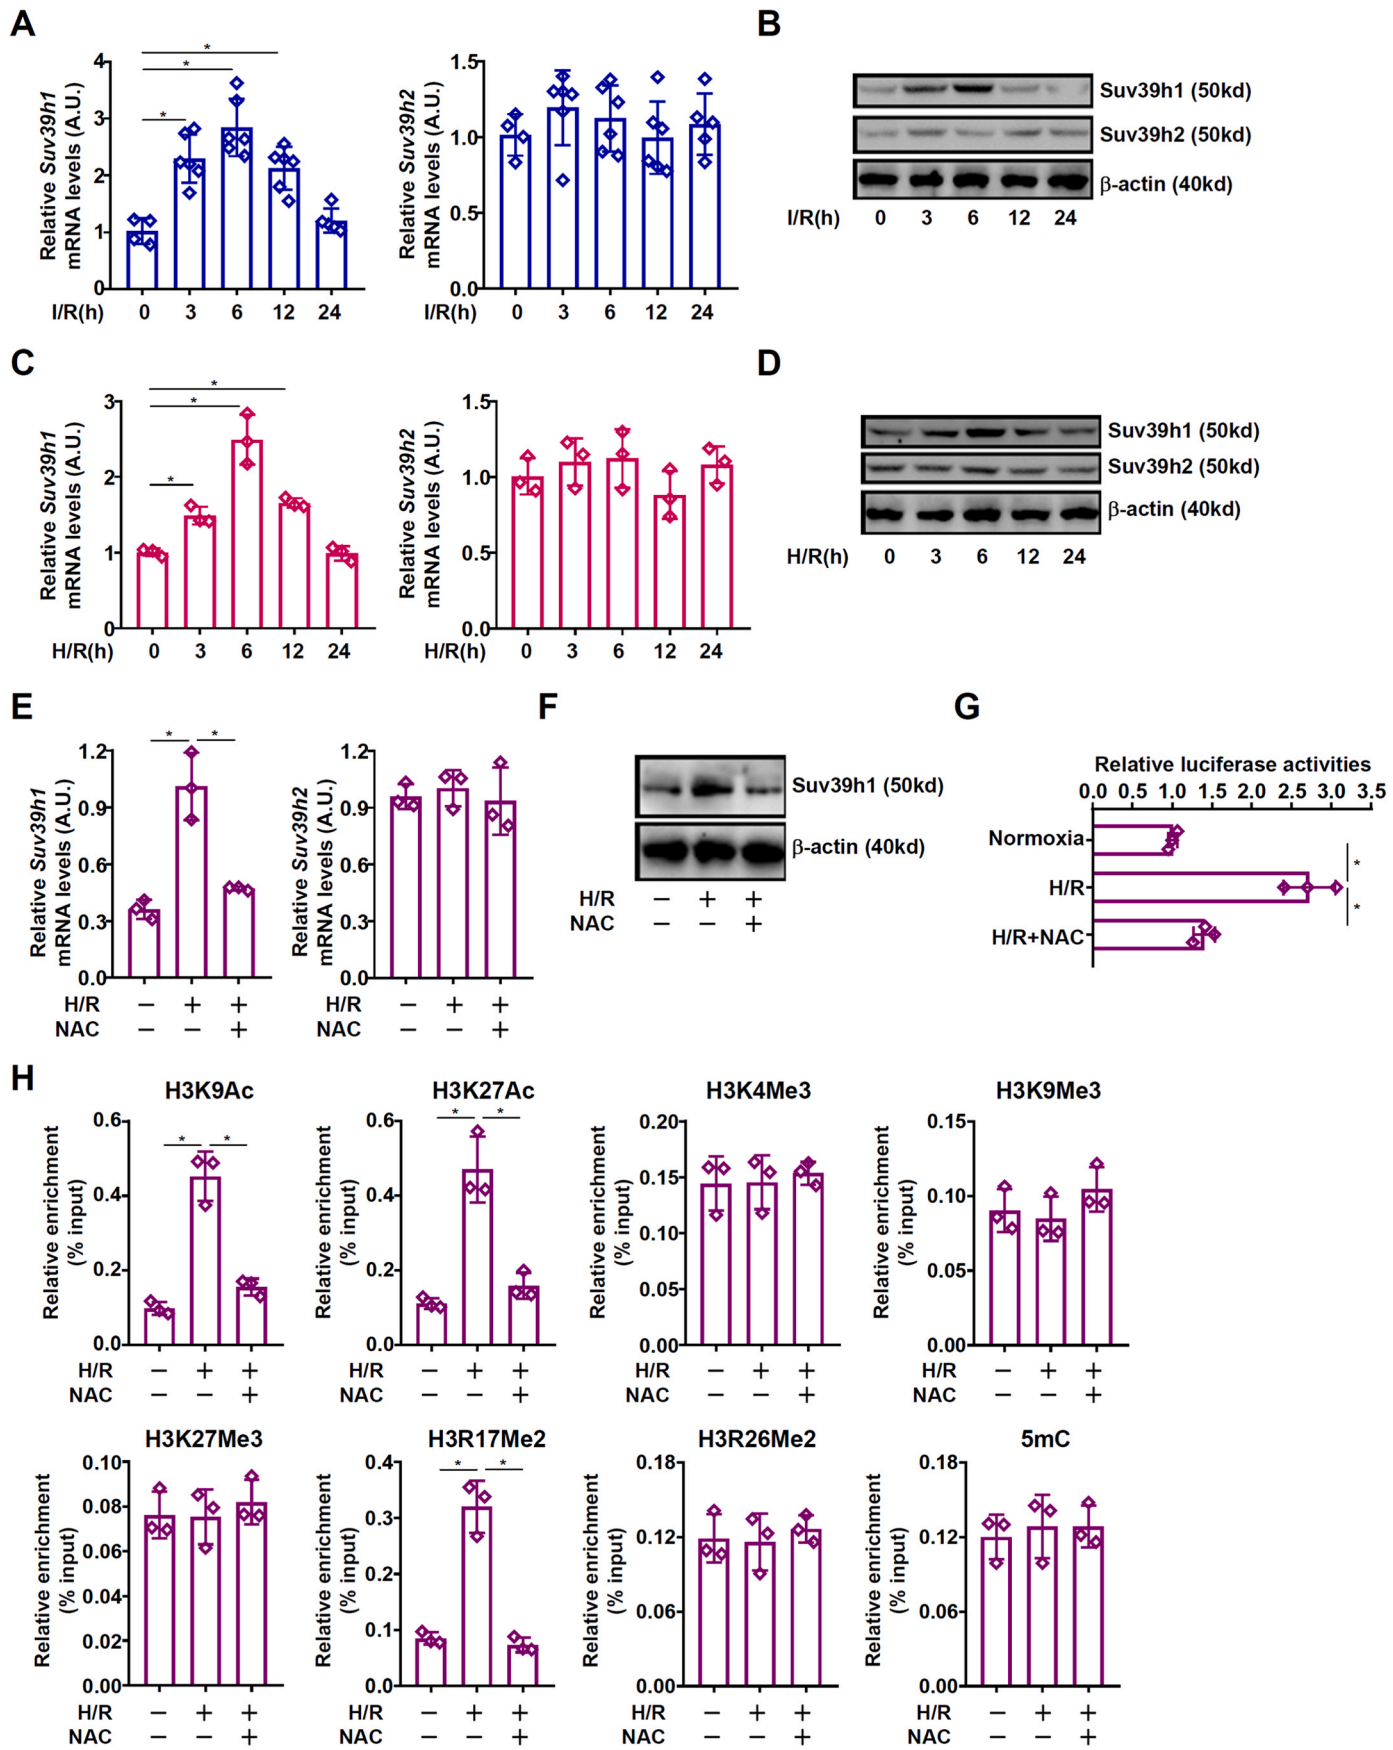 A
Relative Suv39h1
mRNA levels (A.U.)
4
3
2
1
0
* * *
I/R(h) 0 3 6 12 24
Relative Suv39h2
mRNA levels (A.U.)
1.5
1.0
0.5
0.0
I/R(h) 0 3 6 12 24
B
Suv39h1 (50kd)
Suv39h2 (50kd)
β-actin (40kd)
I/R(h) 0 3 6 12 24
C
Relative Suv39h1
mRNA levels (A.U.)
3
2
1
0
* * *
H/R(h) 0 3 6 12 24
Relative Suv39h2
mRNA levels (A.U.)
1.5
1.0
0.5
0.0
H/R(h) 0 3 6 12 24
D
Suv39h1 (50kd)
Suv39h2 (50kd)
β-actin (40kd)
H/R(h) 0 3 6 12 24
E
Relative Suv39h1
mRNA levels (A.U.)
1.2
0.9
0.6
0.3
0.0
* *
H/R − + +
NAC − − +
Relative Suv39h2
mRNA levels (A.U.)
1.2
0.9
0.6
0.3
0.0
H/R − + +
NAC − − +
F
Suv39h1 (50kd)
β-actin (40kd)
H/R − + +
NAC − − +
G
Relative luciferase activities
0.0 0.5 1.0 1.5 2.0 2.5 3.0 3.5
Normoxia
H/R
H/R+NAC
*
*
H
H3K9Ac
Relative enrichment
(% input)
0.6
0.4
0.2
0.0
* *
H/R − + +
NAC − − +
H3K27Ac
Relative enrichment
(% input)
0.6
0.4
0.2
0.0
* *
H/R − + +
NAC − − +
H3K4Me3
Relative enrichment
(% input)
0.20
0.15
0.10
0.05
0.00
H/R − + +
NAC − − +
H3K9Me3
Relative enrichment
(% input)
0.15
0.10
0.05
0.00
H/R − + +
NAC − − +
H3K27Me3
Relative enrichment
(% input)
0.10
0.08
0.06
0.04
0.02
0.00
H/R − + +
NAC − − +
H3R17Me2
Relative enrichment
(% input)
0.4
0.3
0.2
0.1
0.0
* *
H/R − + +
NAC − − +
H3R26Me2
Relative enrichment
(% input)
0.18
0.12
0.06
0.00
H/R − + +
NAC − − +
5mC
Relative enrichment
(% input)
0.18
0.12
0.06
0.00
H/R − + +
NAC − − +